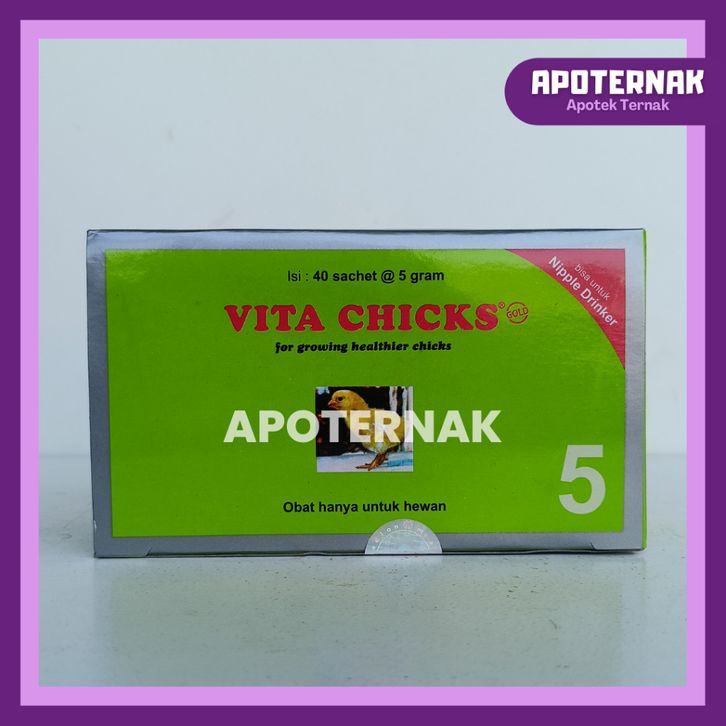 APOTERNAK
Apotek Ternak
Isi : 40 sachet @ 5 gram
bisa untuk
Nipple Drinker
VITA CHICKS®
GOLD
for growing healthier chicks
APOTERNAK
5
Obat hanya untuk hewan